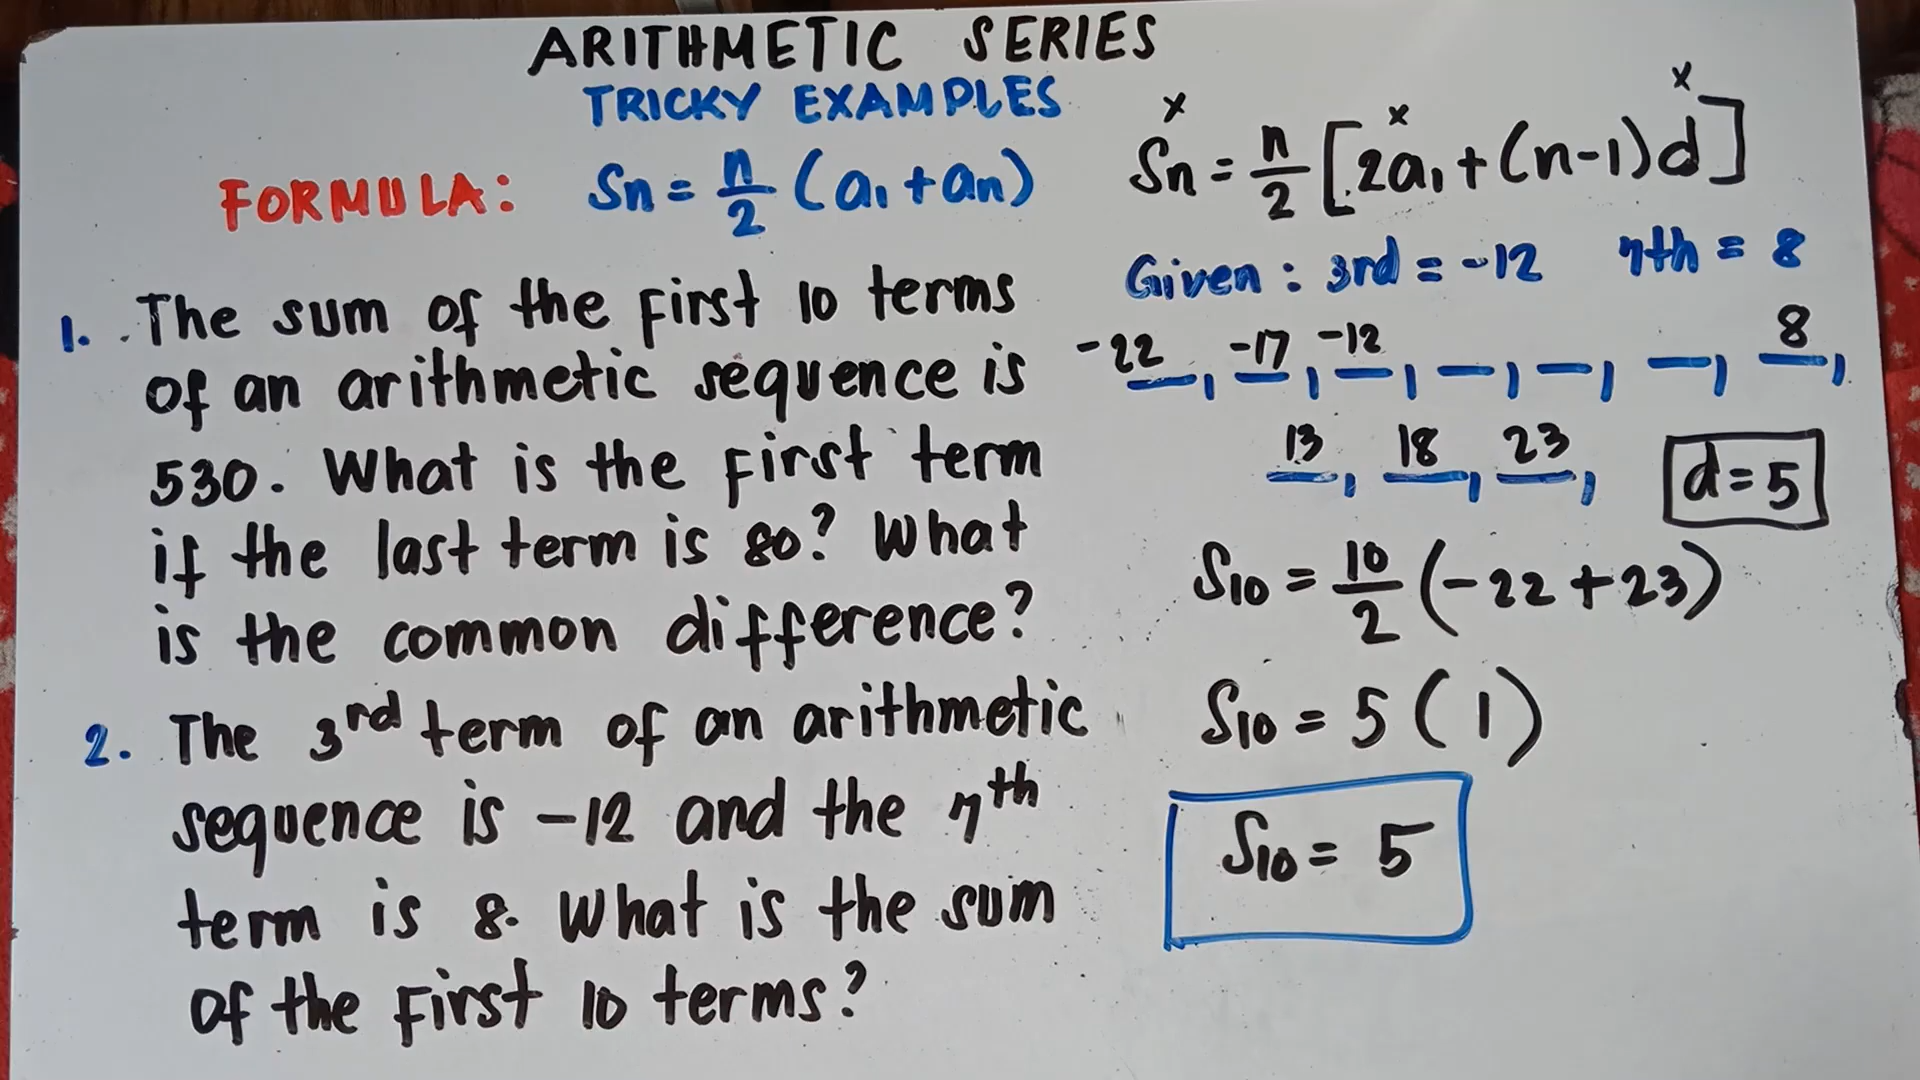 ARITHMETIC SERIES
TRICKY EXAMPLES
FORMULA: Sn = n/2 (a₁ + an)
1. The sum of the first 10 terms
of an arithmetic sequence is
530. What is the first term
if the last term is 80? What
is the common difference?
2. The 3rd term of an arithmetic
sequence is -12 and the 7th
term is 8. What is the sum
of the first 10 terms?
x x x
Sn = n/2 [2a₁ + (n-1)d]
Given: 3rd = -12 7th = 8
-22, -17, -12, _, _, _, 8,
13, 18, 23, d = 5
S10 = 10/2 (-22 + 23)
S10 = 5 (1)
S10 = 5